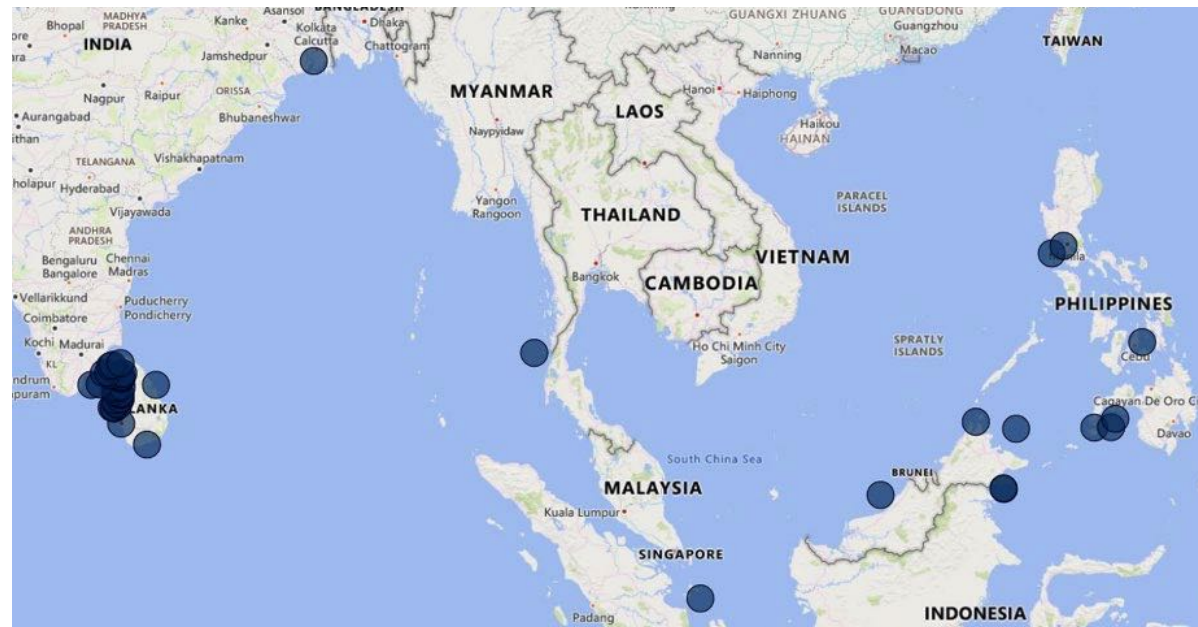 MADHYA
PRADESH
Bhopal
INDIA
Kanke
Asansol
Jamshedpur
Kolkata
Calcutta
BANGLADESH
Dhaka
Chattogram
Nagpur
Raipur
ORISSA
Bhubaneshwar
Aurangabad
TELANGANA
Vishakhapatnam
Hyderabad
Vijayawada
ANDHRA
PRADESH
Bengaluru
Bangalore
Chennai
Madras
Vellarikkund
Puducherry
Pondicherry
Coimbatore
Kochi
Madurai
KL
LANKA
MYANMAR
Naypyidaw
Yangon
Rangoon
LAOS
THAILAND
Bangkok
CAMBODIA
VIETNAM
Ho Chi Minh City
Saigon
Hanoi
Haiphong
Nanning
GUANGXI ZHUANG
GUANGDONG
Guangzhou
Macao
Haikou
HAINAN
TAIWAN
PARACEL
ISLANDS
SPRATLY
ISLANDS
PHILIPPINES
Cebu
Cagayan De Oro C
Davao
South China Sea
BRUNEI
MALAYSIA
Kuala Lumpur
SINGAPORE
Padang
INDONESIA